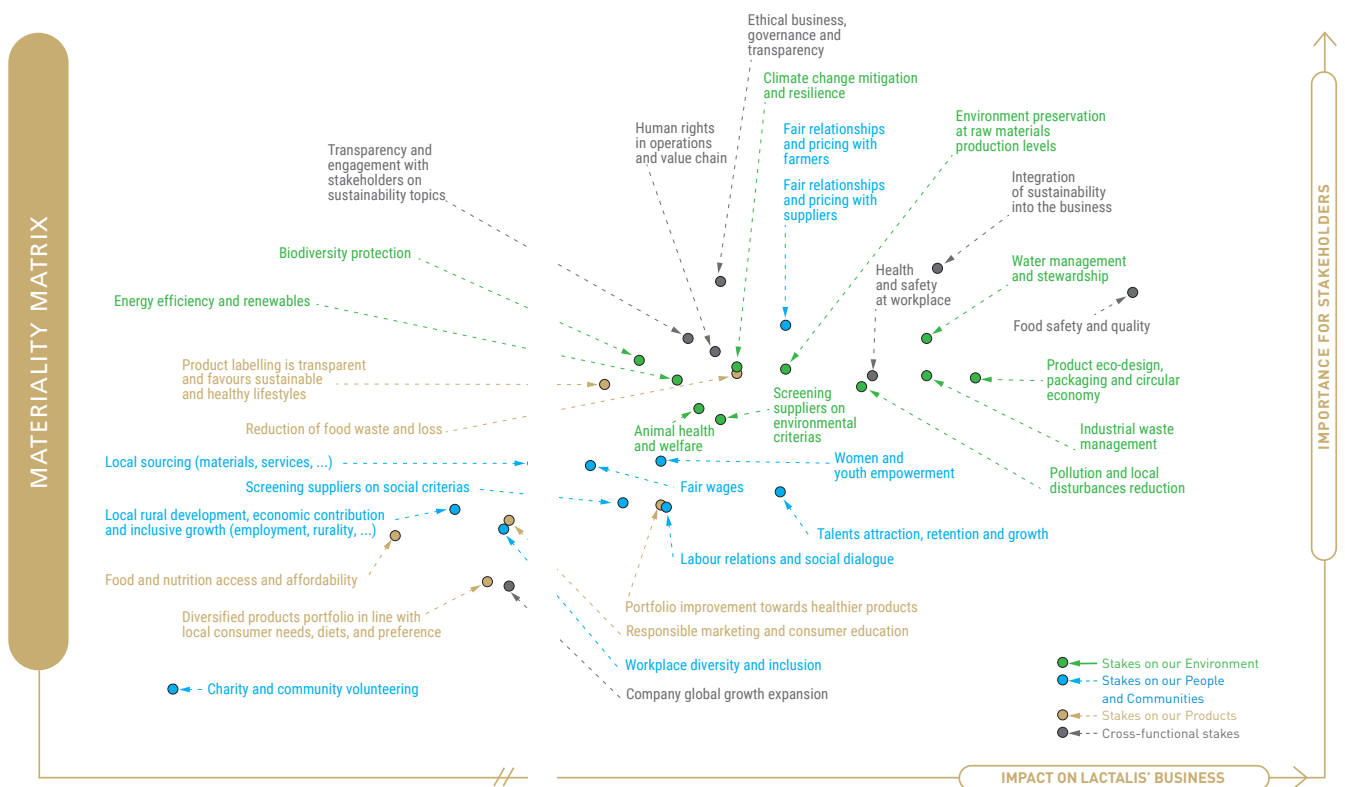 MATERIALITY MATRIX
Ethical business,
governance and
transparency
Climate change mitigation
and resilience
Human rights
in operations
and value chain
Fair relationships
and pricing with
farmers
Environment preservation
at raw materials
production levels
Transparency and
engagement with
stakeholders on
sustainability topics
Fair relationships
and pricing with
suppliers
Integration
of sustainability
into the business
Biodiversity protection
Health
and safety
at workplace
Water management
and stewardship
Energy efficiency and renewables
Food safety and quality
Product labelling is transparent
and favours sustainable
and healthy lifestyles
Product eco-design,
packaging and circular
economy
Screening
suppliers on
environmental
criterias
Reduction of food waste and loss
Animal health
and welfare
Industrial waste
management
Local sourcing (materials, services, ...)
Women and
youth empowerment
Pollution and local
disturbances reduction
Screening suppliers on social criterias
Fair wages
Local rural development, economic contribution
and inclusive growth (employment, rurality, ...)
Talents attraction, retention and growth
Labour relations and social dialogue
Food and nutrition access and affordability
Portfolio improvement towards healthier products
Diversified products portfolio in line with
local consumer needs, diets, and preference
Responsible marketing and consumer education
Workplace diversity and inclusion
Charity and community volunteering
Company global growth expansion
Stakes on our Environment
Stakes on our People
and Communities
Stakes on our Products
Cross-functional stakes
IMPACT ON LACTALIS' BUSINESS
IMPORTANCE FOR STAKEHOLDERS